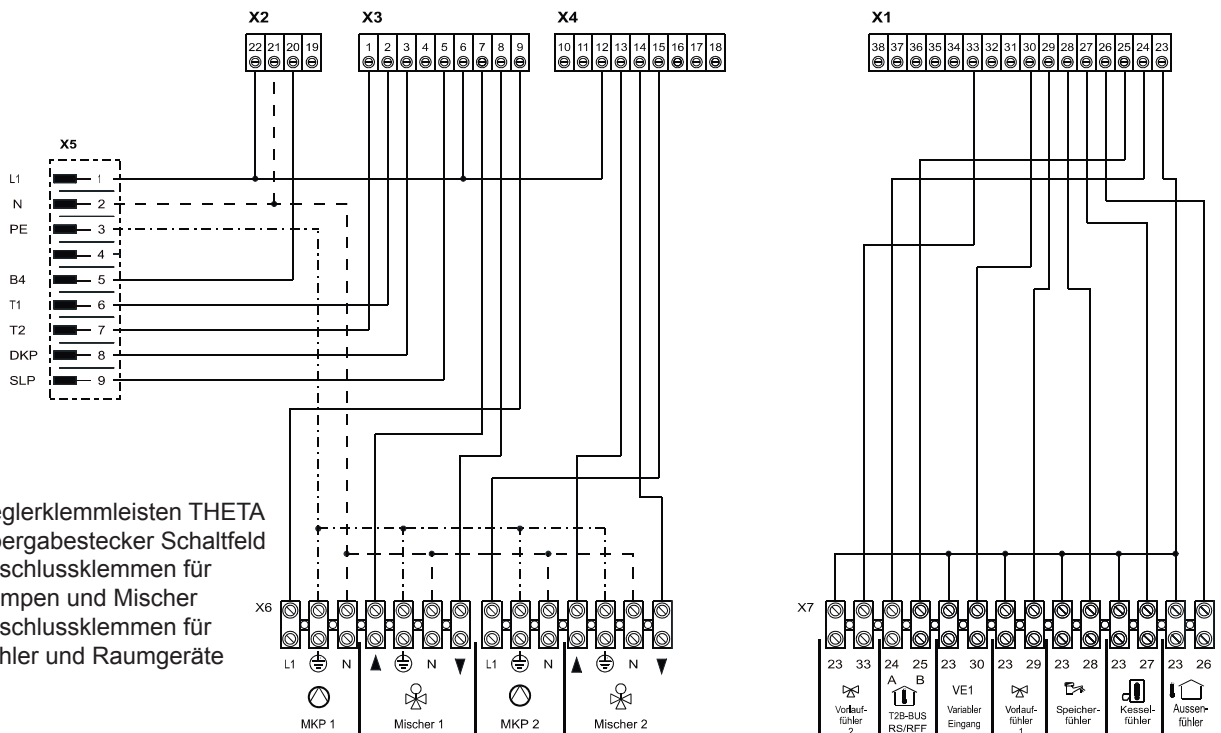 X2 X3 X4 X1
22 21 20 19 1 2 3 4 5 6 7 8 9 10 11 12 13 14 15 16 17 18 38 37 36 35 34 33 32 31 30 29 28 27 26 25 24 23
X5
L1 1
N 2
PE 3
4
B4 5
T1 6
T2 7
DKP 8
SLP 9
eglerklemmleisten THETA
bergabestecker Schaltfeld
schlussklemmen für
mpen und Mischer
schlussklemmen für
hler und Raumgeräte
X6
L1 N N L1 N N
MKP 1 Mischer 1 MKP 2 Mischer 2
X7
23 33 24 25 23 30 23 29 23 28 23 27 23 26
A B
Vorlauf-
fühler
2
T2B-BUS
RS/RFF
VE1
Variabler
Eingang
Vorlauf-
fühler
1
Speicher-
fühler
Kessel-
fühler
Aussen-
fühler